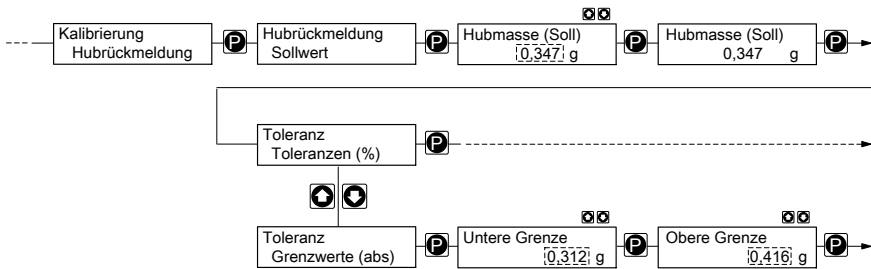 Kalibrierung
Hubrückmeldung
P
Hubrückmeldung
Sollwert
P
Hubmasse (Soll)
0,347 g
P
Hubmasse (Soll)
0,347 g
P
Toleranz
Toleranzen (%)
P
Toleranz
Grenzwerte (abs)
P
Untere Grenze
0,312 g
P
Obere Grenze
0,416 g
P